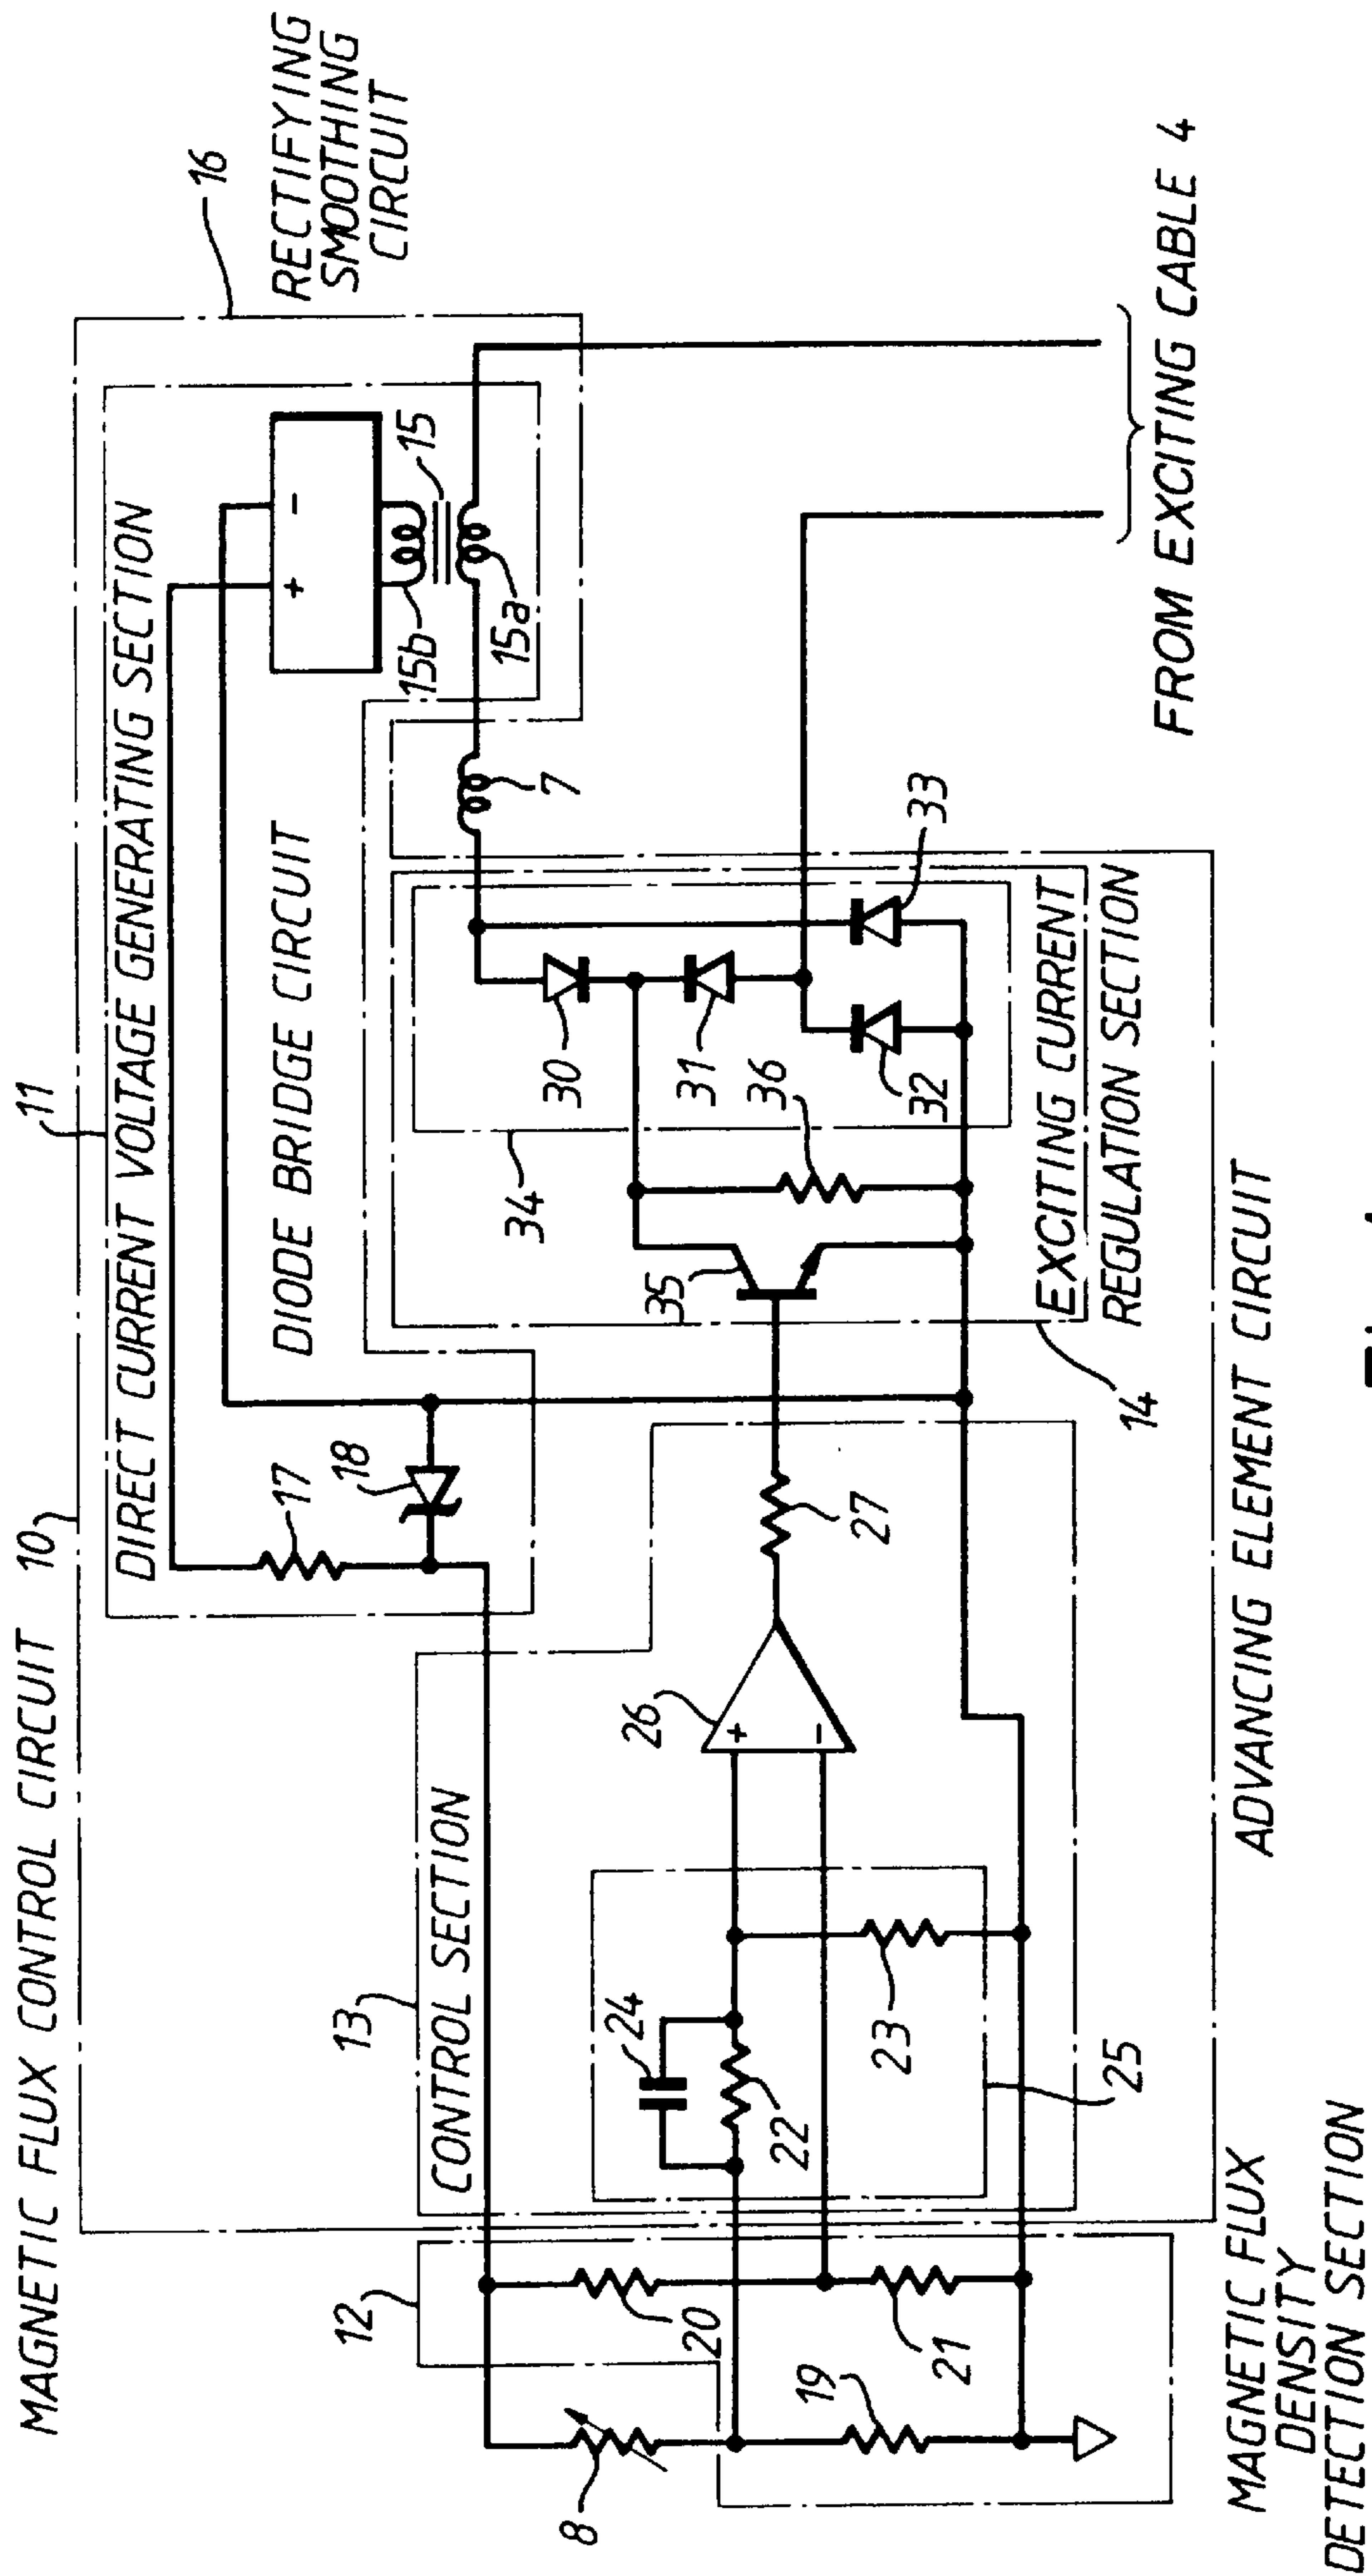 MAGNETIC FLUX CONTROL CIRCUIT 10
11
16
RECTIFYING
SMOOTHING
CIRCUIT
DIRECT CURRENT VOLTAGE GENERATING SECTION
+ -
17
18
15b
15
15a
DIODE BRIDGE CIRCUIT
7
13
CONTROL SECTION
12
34
30
31
36
32
33
35
26
+
-
27
24
22
23
25
8
20
19
21
14
EXCITING CURRENT
REGULATION SECTION
FROM EXCITING CABLE 4
MAGNETIC FLUX
DENSITY
DETECTION SECTION
ADVANCING ELEMENT CIRCUIT